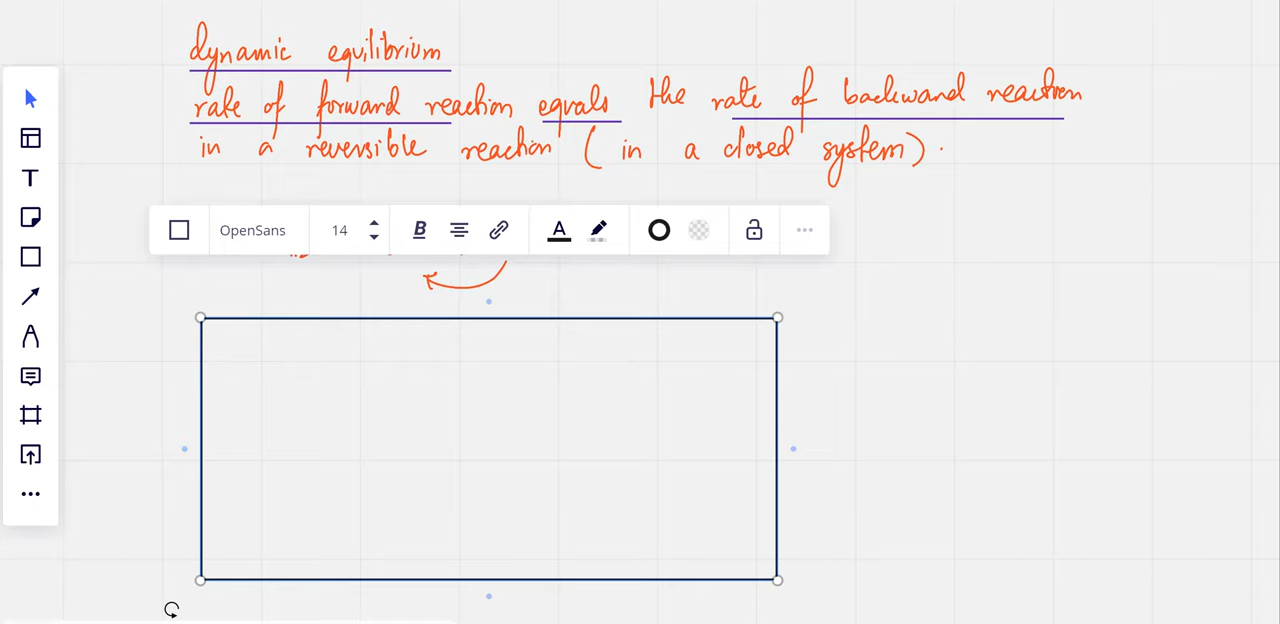 dynamic equilibrium
rate of forward reaction equals the rate of backward reaction
in a reversible reaction (in a closed system).
OpenSans 14 B A
T